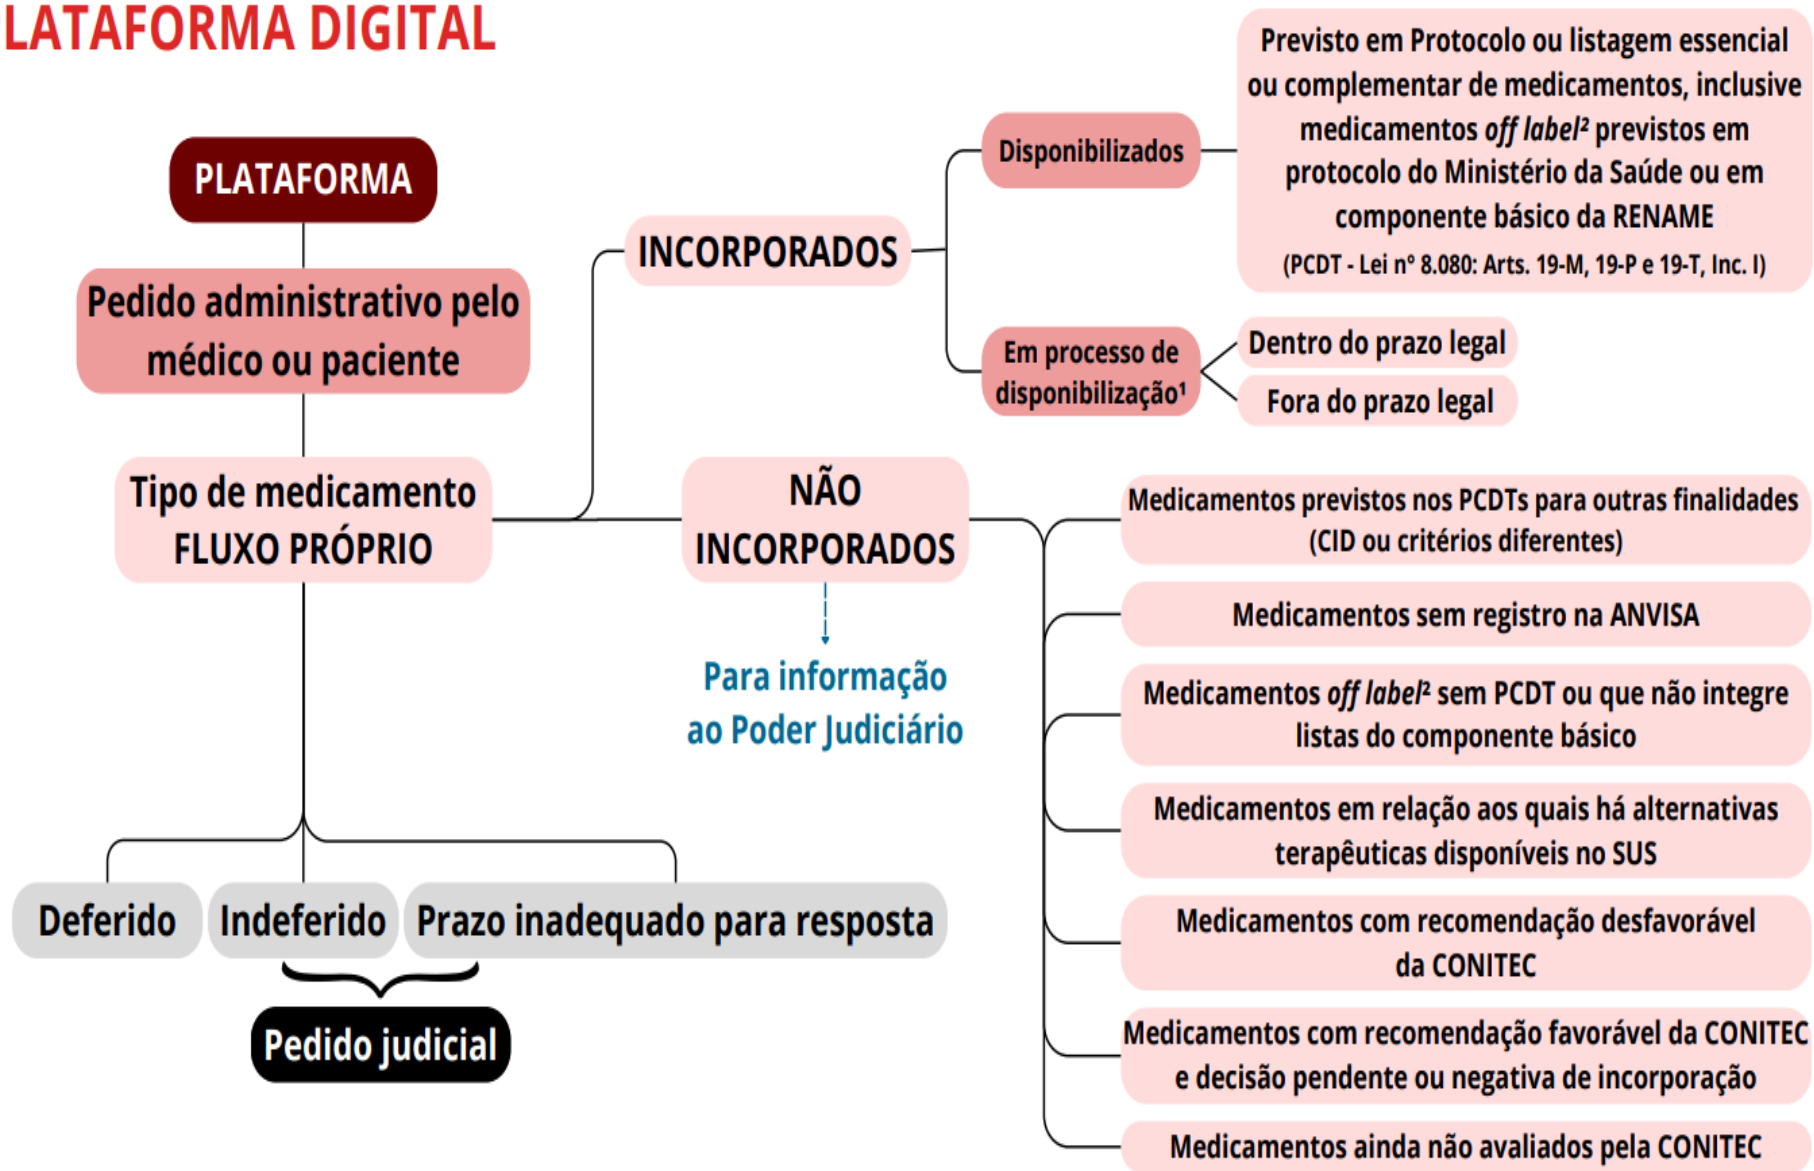 LATAFORMA DIGITAL
PLATAFORMA
Pedido administrativo pelo
médico ou paciente
Tipo de medicamento
FLUXO PRÓPRIO
INCORPORADOS
Disponibilizados
Previsto em Protocolo ou listagem essencial
ou complementar de medicamentos, inclusive
medicamentos off label² previstos em
protocolo do Ministério da Saúde ou em
componente básico da RENAME
(PCDT - Lei nº 8.080: Arts. 19-M, 19-P e 19-T, Inc. I)
Em processo de
disponibilização¹
Dentro do prazo legal
Fora do prazo legal
NÃO
INCORPORADOS
Para informação
ao Poder Judiciário
Medicamentos previstos nos PCDTs para outras finalidades
(CID ou critérios diferentes)
Medicamentos sem registro na ANVISA
Medicamentos off label² sem PCDT ou que não integre
listas do componente básico
Medicamentos em relação aos quais há alternativas
terapêuticas disponíveis no SUS
Medicamentos com recomendação desfavorável
da CONITEC
Medicamentos com recomendação favorável da CONITEC
e decisão pendente ou negativa de incorporação
Medicamentos ainda não avaliados pela CONITEC
Deferido
Indeferido
Prazo inadequado para resposta
Pedido judicial